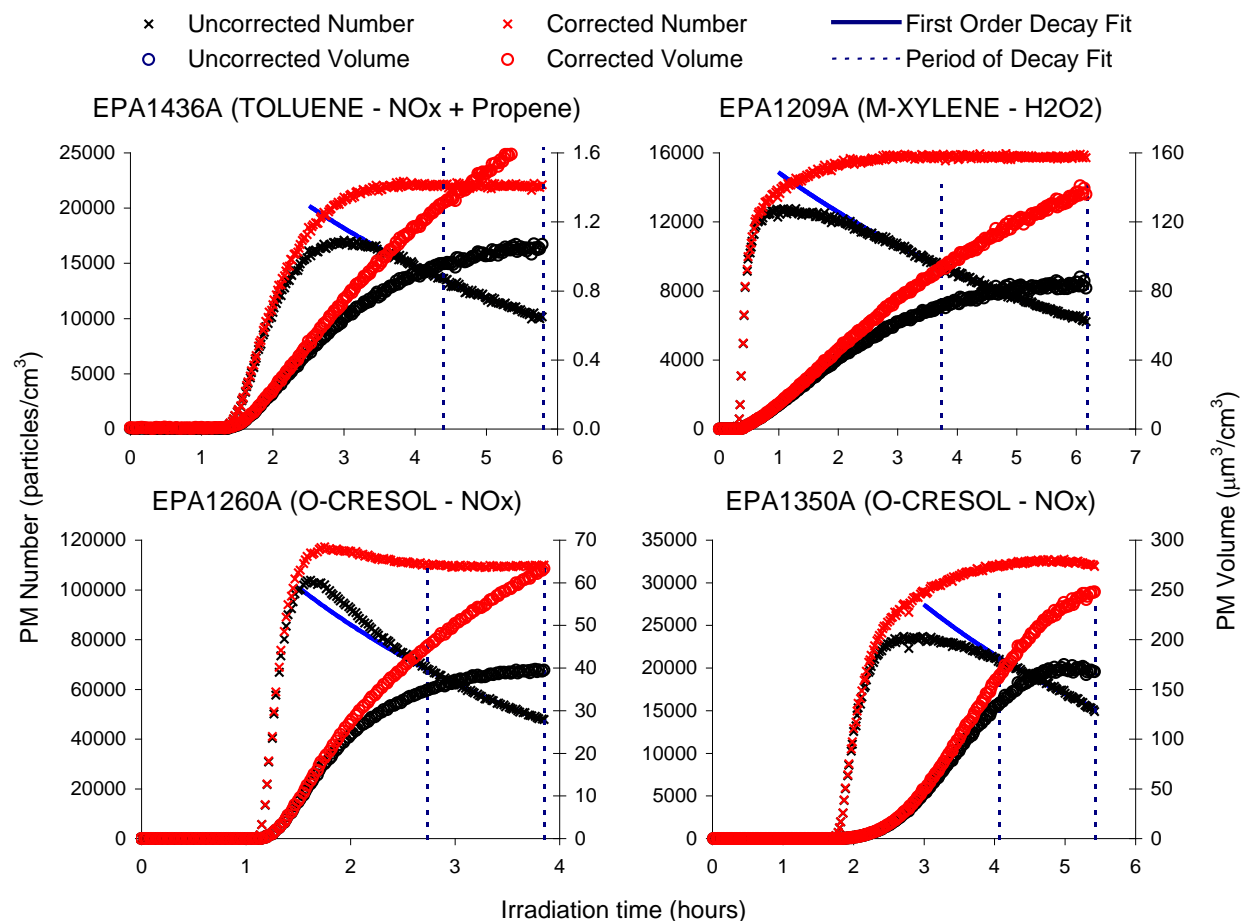 Uncorrected Number Corrected Number First Order Decay Fit
Uncorrected Volume Corrected Volume Period of Decay Fit
EPA1436A (TOLUENE - NOx + Propene) EPA1209A (M-XYLENE - H2O2)
25000 1.6 16000 160
20000 1.2 12000 120
15000 0.8 8000 80
10000 0.4 4000 40
5000 0.0 0 0
0
0 1 2 3 4 5 6 0 1 2 3 4 5 6 7
PM Number (particles/cm³)
PM Volume (μm³/cm³)
EPA1260A (O-CRESOL - NOx) EPA1350A (O-CRESOL - NOx)
120000 70 35000 300
100000 60 30000 250
80000 50 25000 200
60000 40 20000 150
40000 30 15000 100
20000 20 10000 50
0 10 5000 0
0 0
0 1 2 3 4 0 1 2 3 4 5 6
Irradiation time (hours)